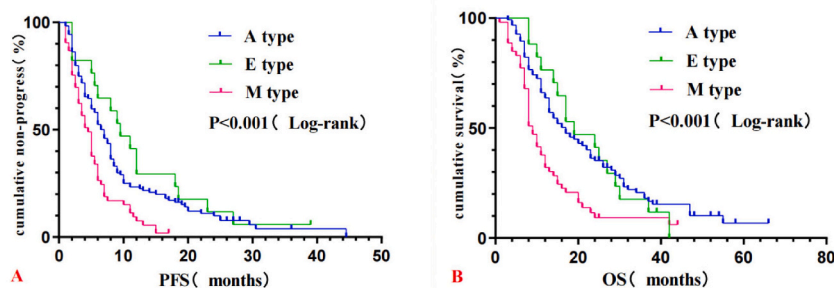 100
50
0
0 10 20 30 40 50
cumulative non-progress( %)
PFS( months)
A type
E type
M type
P<0.001( Log-rank)
A
100
50
0
0 20 40 60 80
cumulative survival( %)
OS( months)
A type
E type
M type
P<0.001( Log-rank)
B